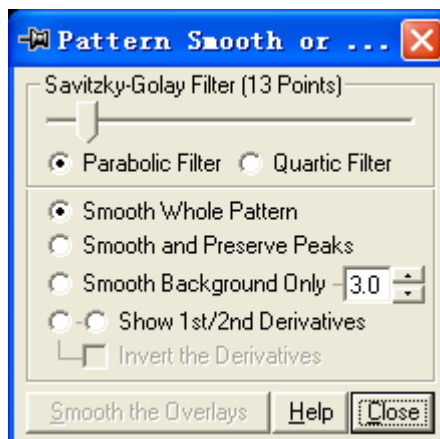 Pattern Smooth or ...
Savitzky-Golay Filter (13 Points)
Parabolic Filter Quartic Filter
Smooth Whole Pattern
Smooth and Preserve Peaks
Smooth Background Only 3.0
- Show 1st/2nd Derivatives
Invert the Derivatives
Smooth the Overlays Help Close